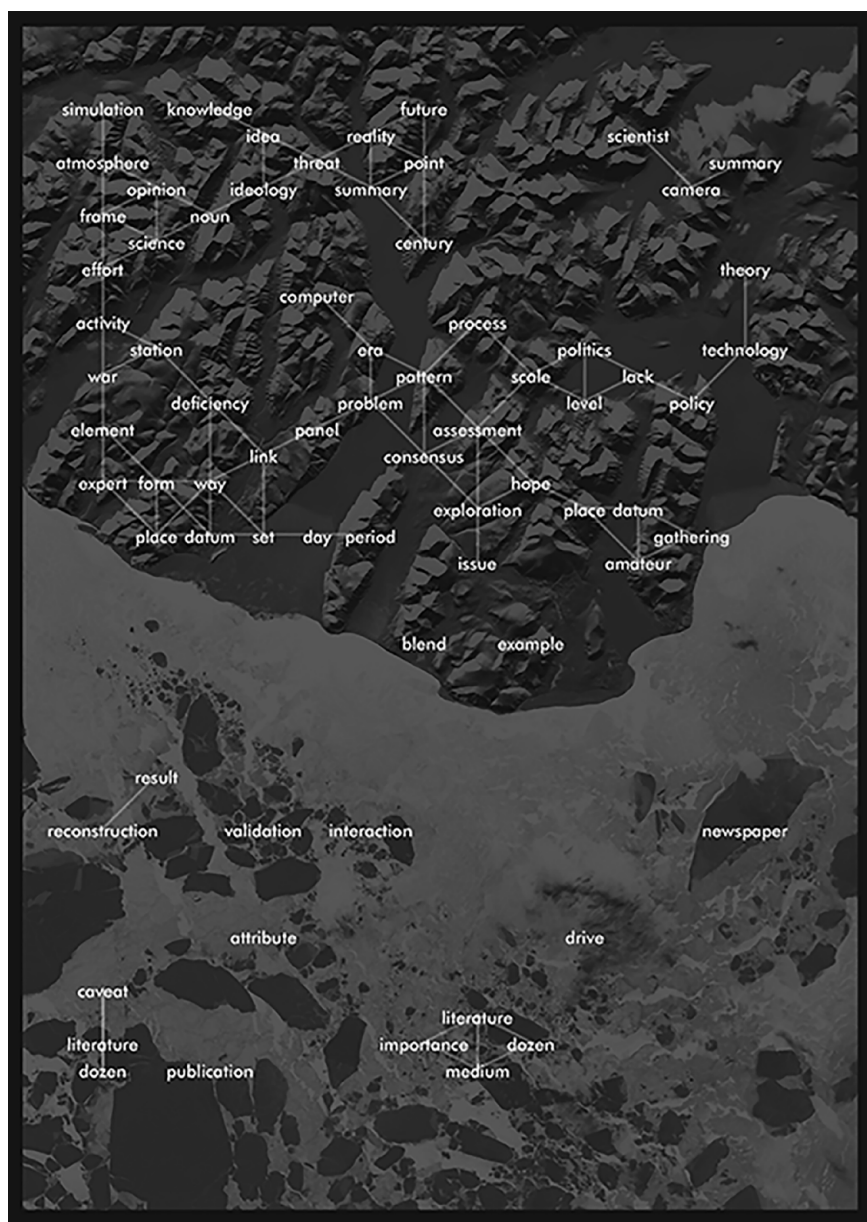 simulation knowledge future
idea reality scientist
atmosphere threat point summary
opinion ideology summary camera
frame noun
science century
effort theory
computer
activity process
station era politics technology
war pattern scale lack
deficiency problem level policy
element panel assessment
link consensus
expert form way hope
exploration place datum
place datum set day period gathering
issue amateur
blend example
result
reconstruction validation interaction newspaper
attribute drive
caveat
literature
literature importance dozen
dozen publication medium